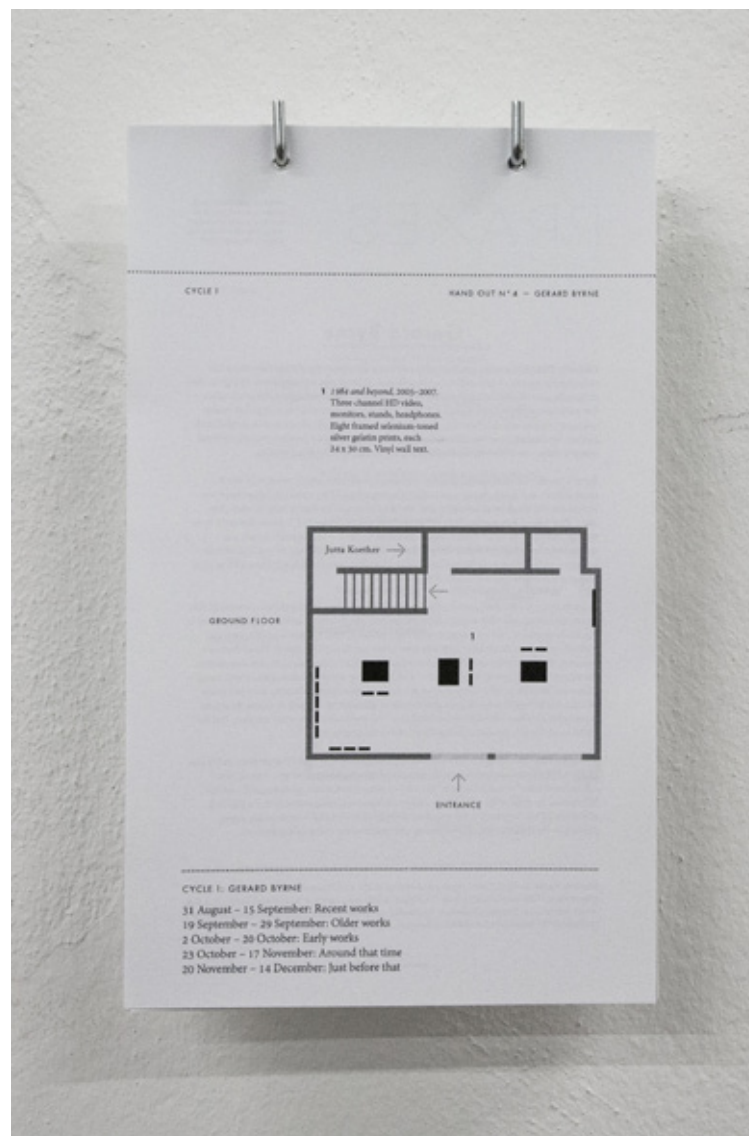 CYCLE 1
HAND OUT N° 4 – GERARD BYRNE
1 1984 and beyond, 2005–2007.
Three channel HD video,
monitors, stands, headphones.
Eight framed selenium-toned
silver gelatin prints, each
24 x 30 cm. Vinyl wall text.
Jutta Koether
GROUND FLOOR
1
ENTRANCE
CYCLE 1: GERARD BYRNE
31 August – 15 September: Recent works
19 September – 29 September: Older works
2 October – 20 October: Early works
23 October – 17 November: Around that time
20 November – 14 December: Just before that